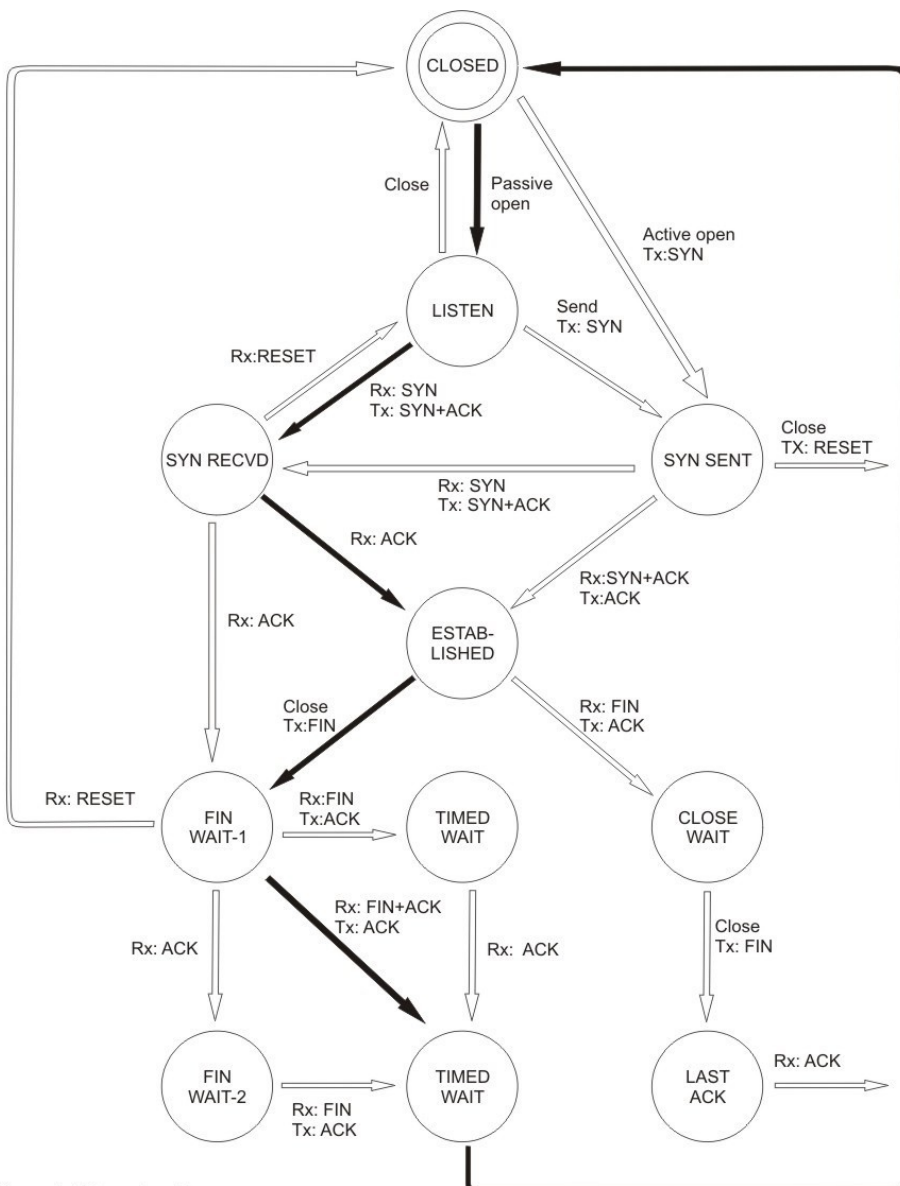 CLOSED
Close
Passive
open
Active open
Tx:SYN
LISTEN
Send
Tx: SYN
Rx:RESET
Rx: SYN
Tx: SYN+ACK
Close
TX: RESET
SYN RECVD
SYN SENT
Rx: SYN
Tx: SYN+ACK
Rx: ACK
Rx:SYN+ACK
Tx:ACK
Rx: ACK
ESTAB-
LISHED
Close
Tx:FIN
Rx: FIN
Tx: ACK
Rx: RESET
FIN
WAIT-1
Rx:FIN
Tx:ACK
TIMED
WAIT
CLOSE
WAIT
Rx: FIN+ACK
Tx: ACK
Rx: ACK
Rx: ACK
Close
Tx: FIN
FIN
WAIT-2
Rx: FIN
Tx: ACK
TIMED
WAIT
LAST
ACK
Rx: ACK